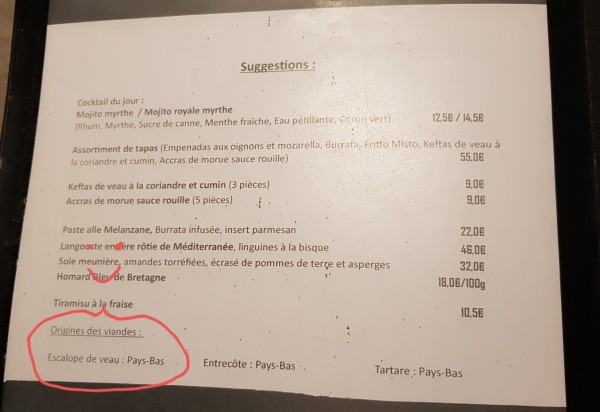 Suggestions :
Cocktail du jour :
Mojito myrthe / Mojito royale myrthe
(Rhum, Myrthe, Sucre de canne, Menthe fraîche, Eau pétillante, Citron vert) 12,5€ / 14,5€
Assortiment de tapas (Empenadas aux oignons et mozarella, Burrata, Fritto Misto, Keftas de veau à
la coriandre et cumin, Accras de morue sauce rouille) 55,0€
Keftas de veau à la coriandre et cumin (3 pièces) 9,0€
Accras de morue sauce rouille (5 pièces) 9,0€
Paste alle Melanzane, Burrata infusée, insert parmesan 22,0€
Langouste entière rôtie de Méditerranée, linguines à la bisque 46,0€
Sole meunière, amandes torréfiées, écrasé de pommes de terre et asperges 32,0€
Homard Bleu de Bretagne 18,0€/100g
Tiramisu à la fraise 10,5€
Origines des viandes :
Escalope de veau : Pays-Bas Entrecôte : Pays-Bas Tartare : Pays-Bas